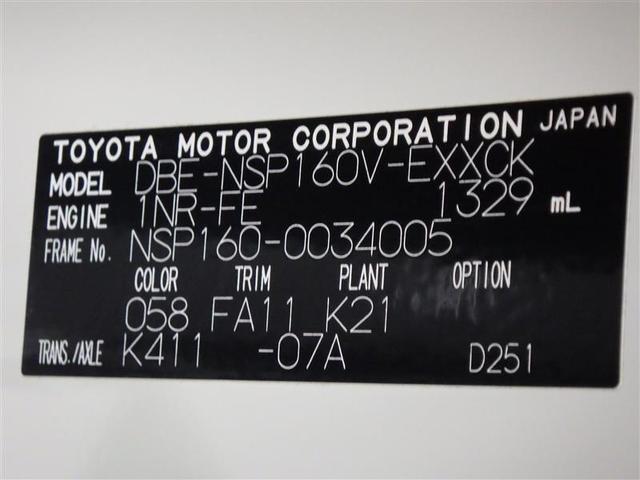 TOYOTA MOTOR CORPORATION JAPAN
MODEL DBE-NSP160V-EXXCK
ENGINE 1NR-FE 1329 mL
FRAME No. NSP160-0034005
COLOR TRIM PLANT OPTION
058 FA11 K21
TRANS./AXLE K411 -07A D251